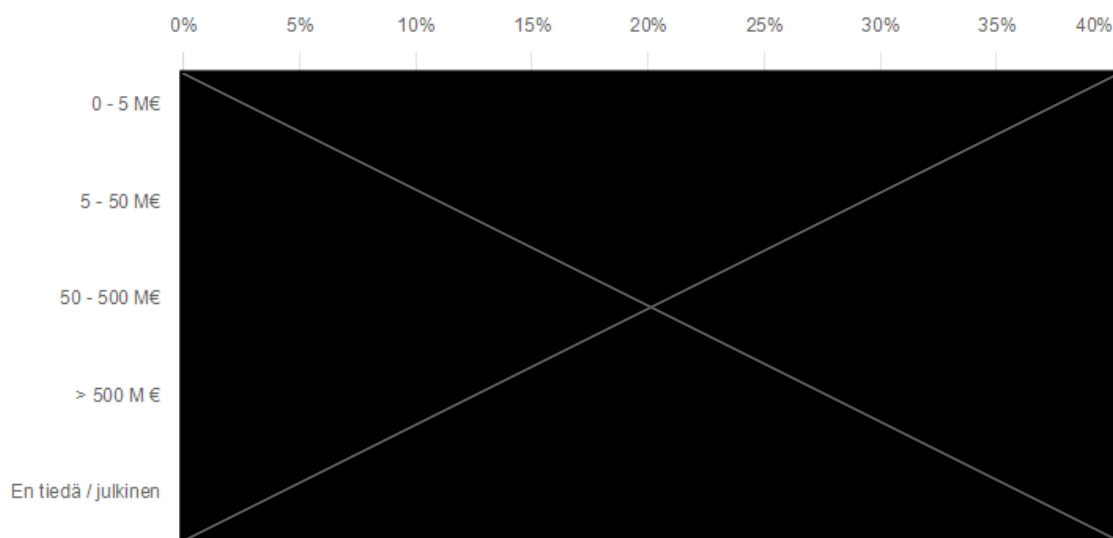 0% 5% 10% 15% 20% 25% 30% 35% 40%
0 - 5 M€
5 - 50 M€
50 - 500 M€
> 500 M €
En tiedä / julkinen